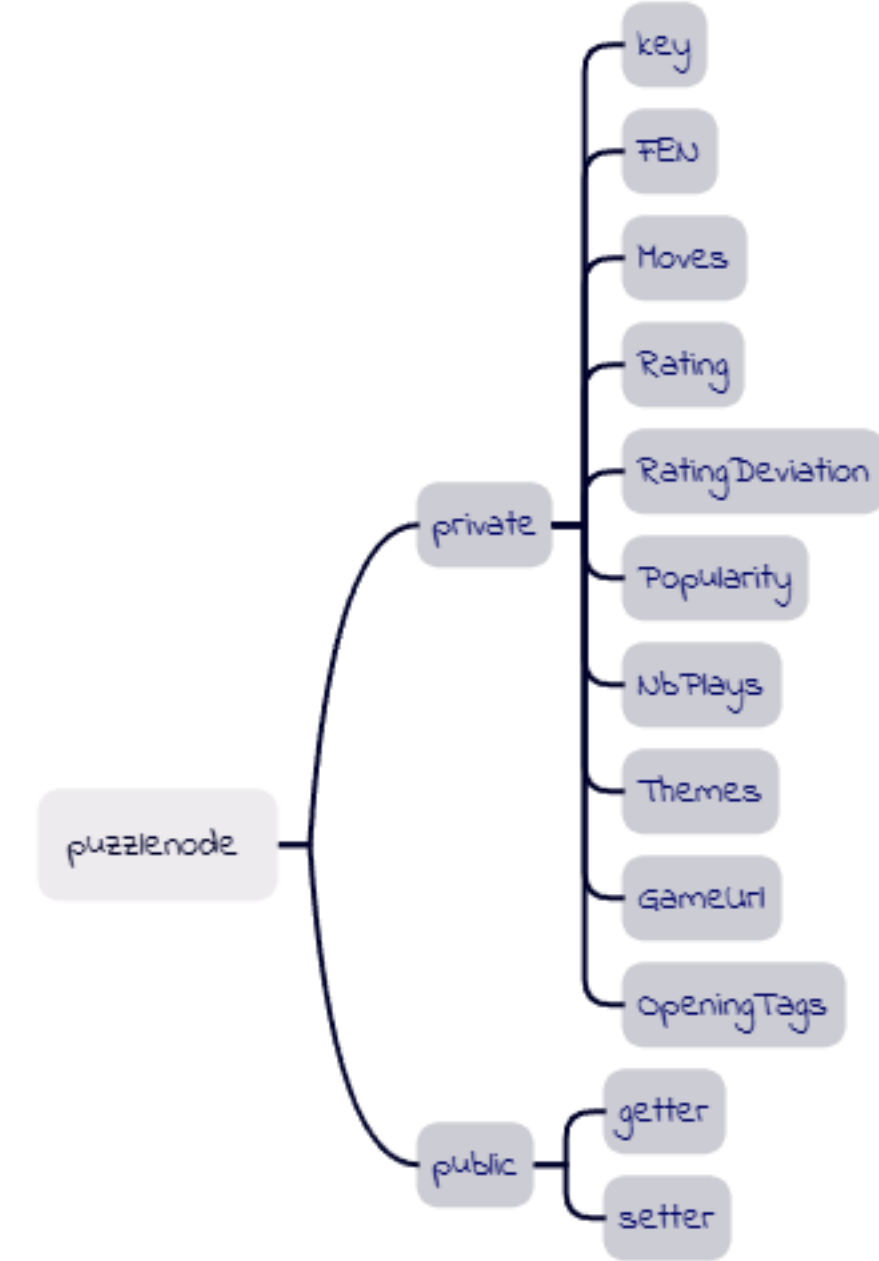 key
FEN
Moves
Rating
RatingDeviation
private
Popularity
NbPlays
Themes
puzzlenode
GameUrl
OpeningTags
getter
public
setter